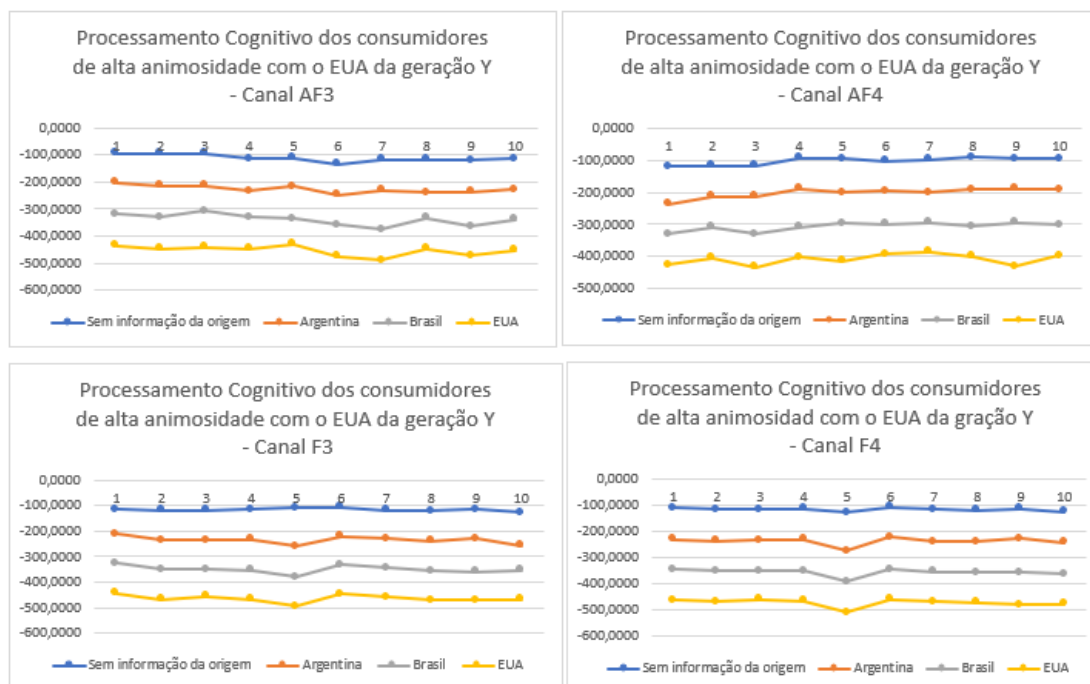 Processamento Cognitivo dos consumidores
de alta animosidade com o EUA da geração Y
- Canal AF3
0,0000
1 2 3 4 5 6 7 8 9 10
-100,0000
-200,0000
-300,0000
-400,0000
-500,0000
-600,0000
Sem informação da origem Argentina Brasil EUA
Processamento Cognitivo dos consumidores
de alta animosidade com o EUA da geração Y
- Canal AF4
0,0000
1 2 3 4 5 6 7 8 9 10
-100,0000
-200,0000
-300,0000
-400,0000
-500,0000
Sem informação da origem Argentina Brasil EUA
Processamento Cognitivo dos consumidores
de alta animosidade com o EUA da geração Y
- Canal F3
0,0000
1 2 3 4 5 6 7 8 9 10
-100,0000
-200,0000
-300,0000
-400,0000
-500,0000
-600,0000
Sem informação da origem Argentina Brasil EUA
Processamento Cognitivo dos consumidores
de alta animosidad com o EUA da gração Y
- Canal F4
0,0000
1 2 3 4 5 6 7 8 9 10
-100,0000
-200,0000
-300,0000
-400,0000
-500,0000
-600,0000
Sem informação da origem Argentina Brasil EUA